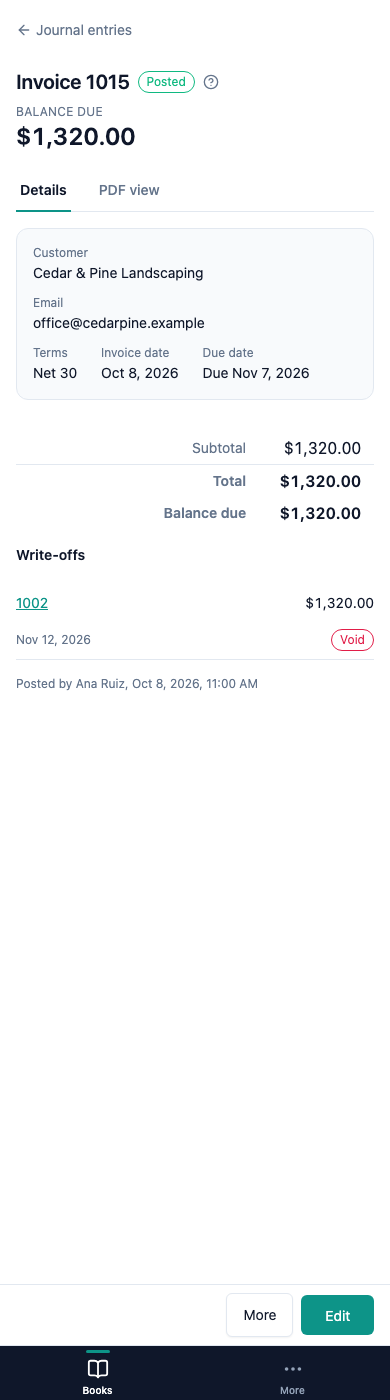 Journal entries
Invoice 1015 Posted
BALANCE DUE
$1,320.00
Details PDF view
Customer
Cedar & Pine Landscaping
Email
office@cedarpine.example
Terms Invoice date Due date
Net 30 Oct 8, 2026 Due Nov 7, 2026
Subtotal $1,320.00
Total $1,320.00
Balance due $1,320.00
Write-offs
1002 $1,320.00
Nov 12, 2026 Void
Posted by Ana Ruiz, Oct 8, 2026, 11:00 AM
More Edit
Books More